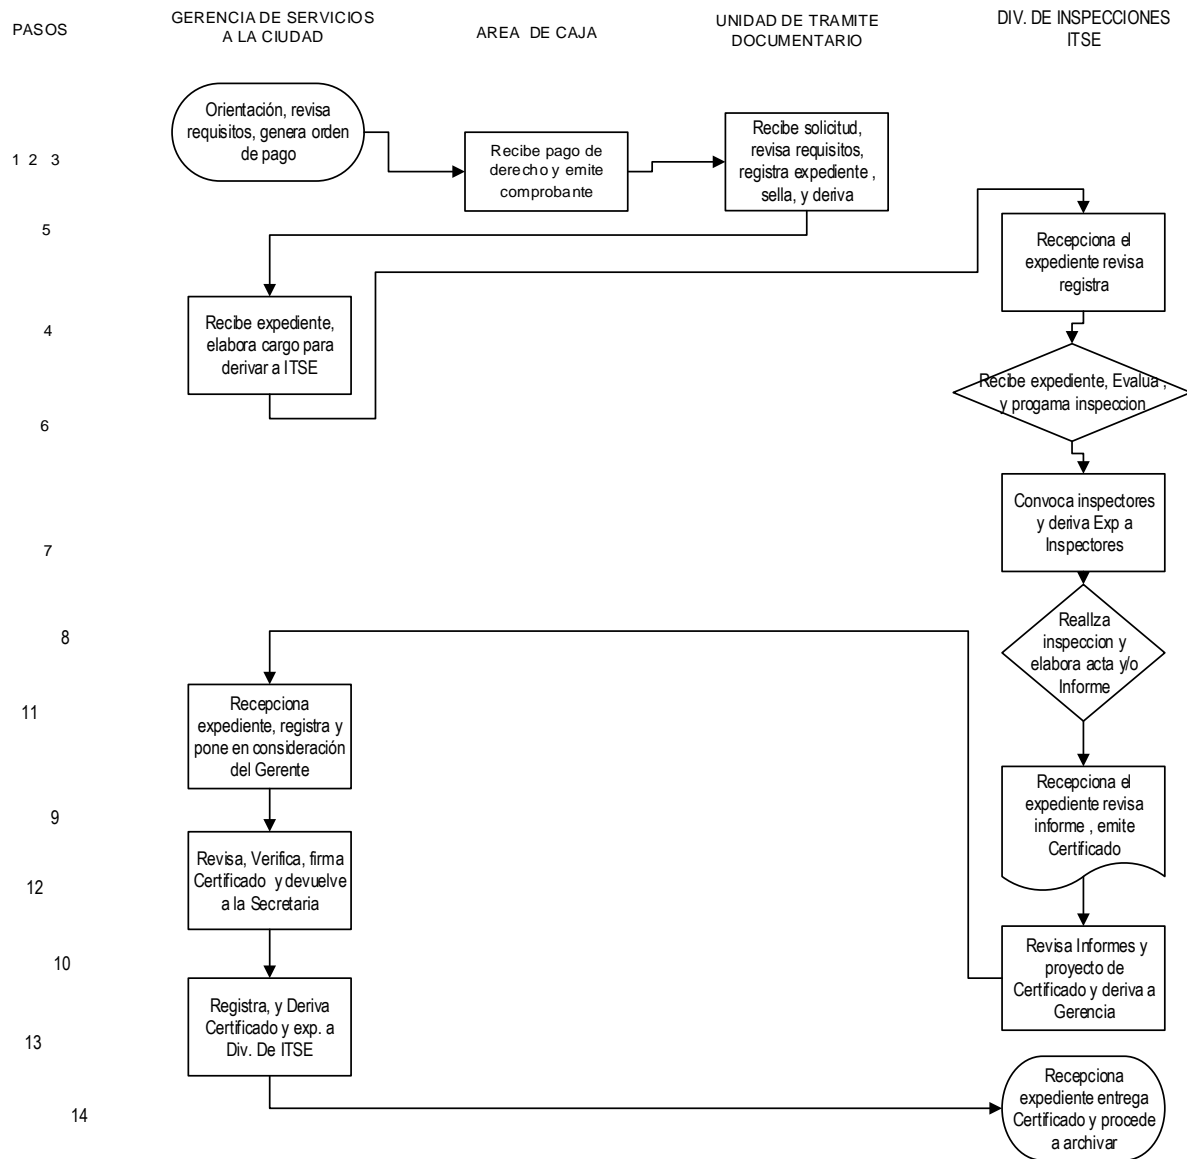 PASOS
GERENCIA DE SERVICIOS
A LA CIUDAD
AREA DE CAJA
UNIDAD DE TRAMITE
DOCUMENTARIO
DIV. DE INSPECCIONES
ITSE
1 2 3
Orientación, revisa
requisitos, genera orden
de pago
Recibe pago de
derecho y emite
comprobante
Recibe solicitud,
revisa requisitos,
registra expediente ,
sella, y deriva
5
Recepciona el
expediente revisa
registra
4
Recibe expediente,
elabora cargo para
derivar a ITSE
Recibe expediente, Evalua ,
y progama inspeccion
6
Convoca inspectores
y deriva Exp a
Inspectores
7
8
Reallza
inspeccion y
elabora acta y/o
Informe
11
Recepciona
expediente, registra y
pone en consideración
del Gerente
Recepciona el
expediente revisa
informe , emite
Certificado
9
12
Revisa, Verifica, firma
Certificado y devuelve
a la Secretaria
10
Revisa Informes y
proyecto de
Certificado y deriva a
Gerencia
13
Registra, y Deriva
Certificado y exp. a
Div. De ITSE
14
Recepciona
expediente entrega
Certificado y procede
a archivar